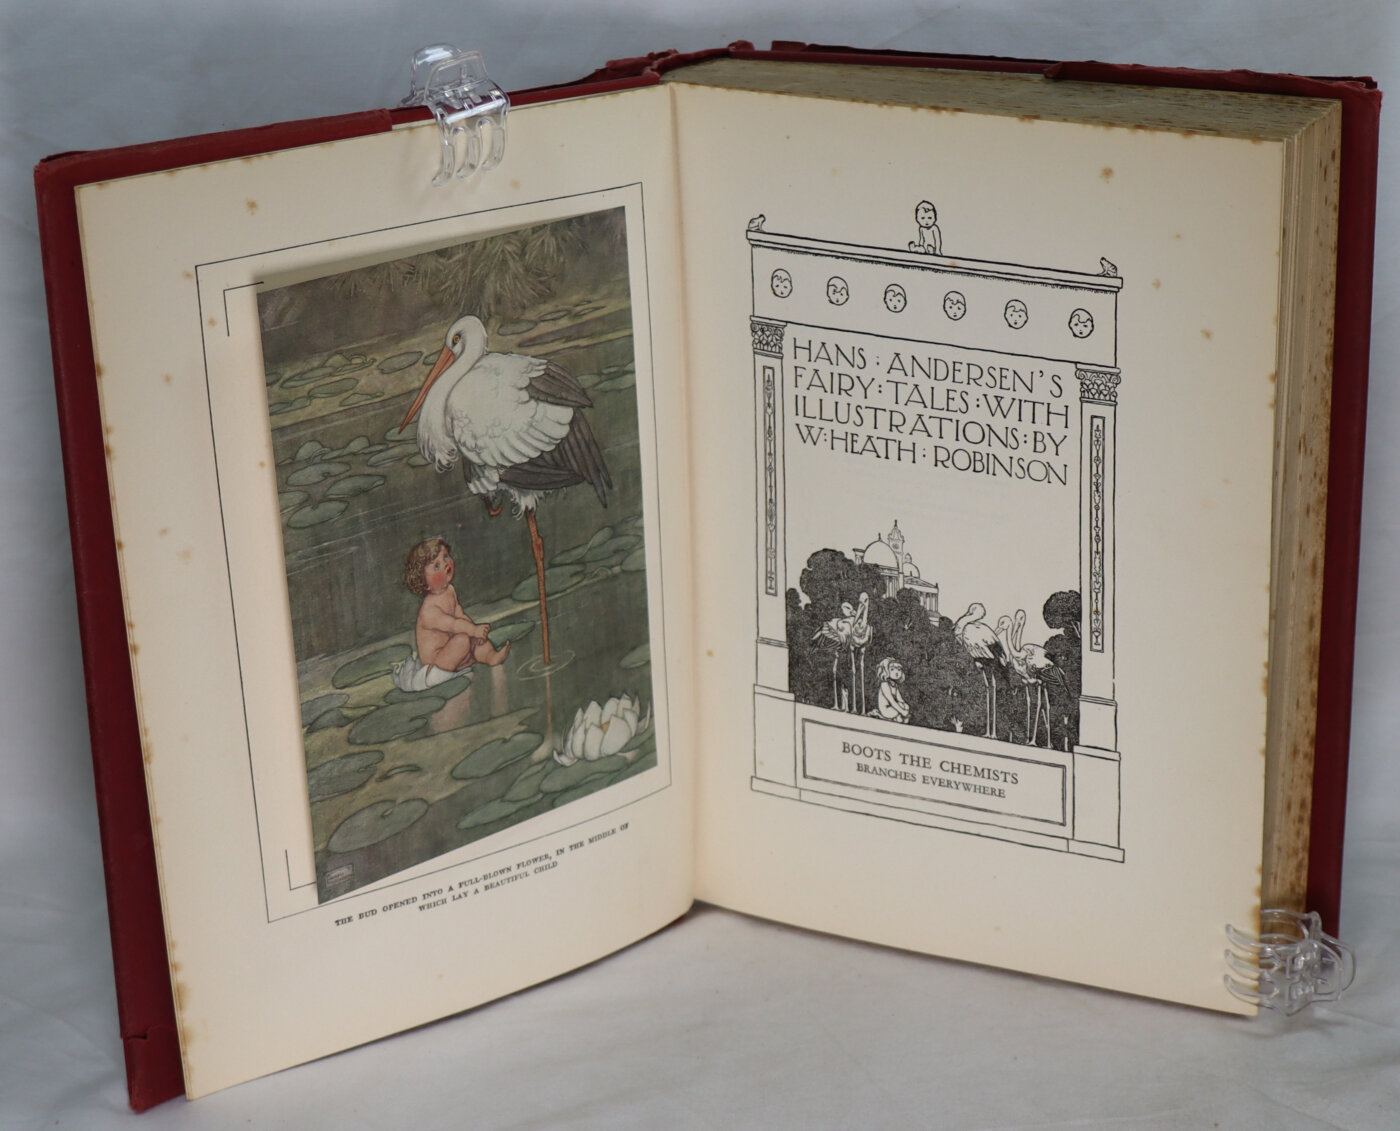 THE BUD OPENED INTO A FULL-BLOWN FLOWER, IN THE MIDDLE OF
WHICH LAY A BEAUTIFUL CHILD
HANS : ANDERSEN'S
FAIRY : TALES : WITH
ILLUSTRATIONS : BY
W : HEATH : ROBINSON
BOOTS THE CHEMISTS
BRANCHES EVERYWHERE